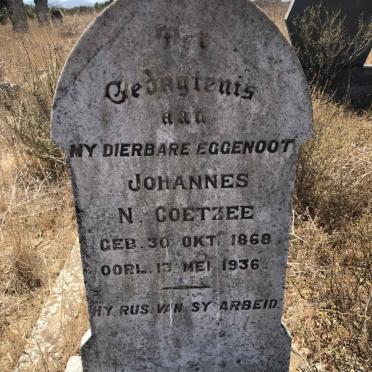 Ter
Gedagtenis
aan
MY DIERBARE EGGENOOT
JOHANNES
N. COETZEE
GEB. 30 OKT. 1868
OORL. 13 MEI 1936.
HY RUS VAN SY ARBEID.